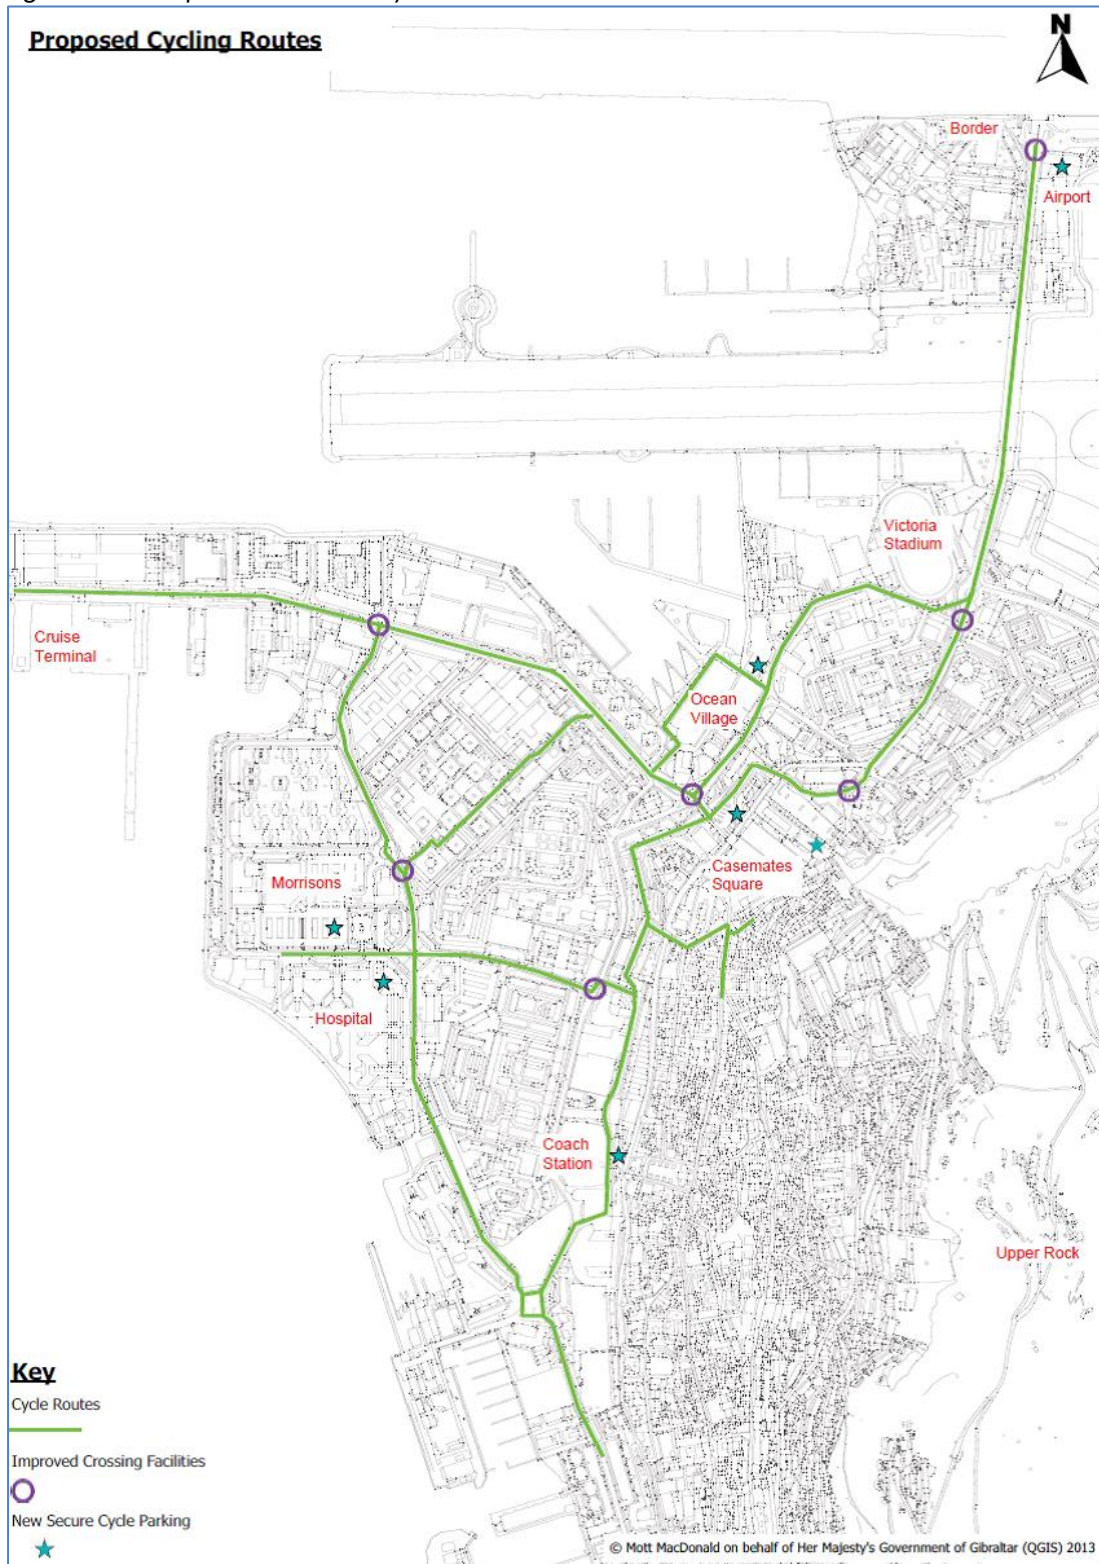 Proposed Cycling Routes
N
Border
Airport
Victoria
Stadium
Cruise
Terminal
Ocean
Village
Casemates
Square
Morrisons
Hospital
Coach
Station
Upper Rock
Key
Cycle Routes
Improved Crossing Facilities
New Secure Cycle Parking
© Mott MacDonald on behalf of Her Majesty's Government of Gibraltar (QGIS) 2013